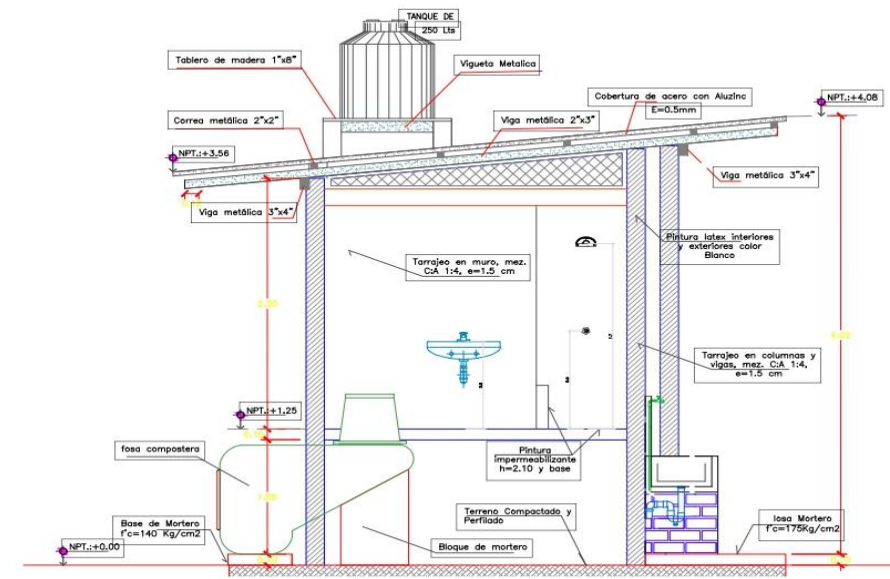 TANQUE DE
250 Lts
Tablero de madera 1"x8"
Vigueta Metalica
Cobertura de acero con Aluzinc
E=0.5mm
NPT.:+4.08
Correa metálica 2"x2"
Viga metálica 2"x3"
NPT.:+3.56
Viga metálica 3"x4"
Viga metálica 3"x4"
Pintura latex interiores
y exteriores color
Blanco
Tarrajeo en muro, mez.
C:A 1:4, e=1.5 cm
Tarrajeo en columnas y
vigas, mez. C:A 1:4,
e=1.5 cm
NPT.:+1.25
fosa compostera
Pintura
impermeabilizante
h=2.10 y base
Terreno Compactado y
Perfilado
Base de Mortero
f'c=140 Kg/cm2
losa Mortero
f'c=175Kg/cm2
NPT.:+0.00
Bloque de mortero